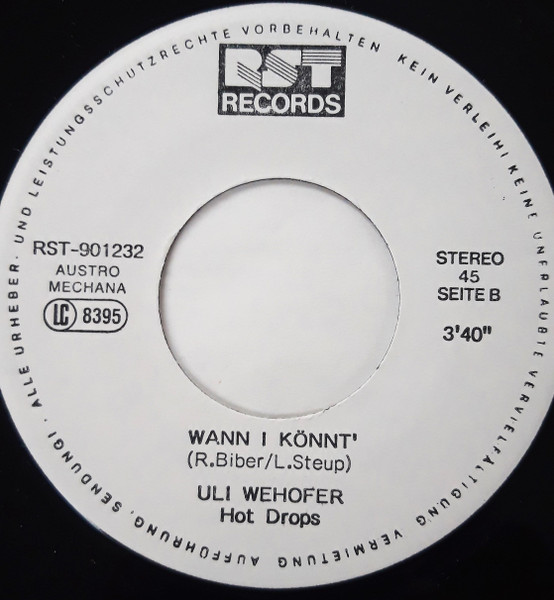 ALLE URHEBER- UND LEISTUNGSSCHUTZRECHTE VORBEHALTEN KEIN VERLEIH! KEINE UNERLAUBTE VERVIELFÄLTIGUNG, VERMIETUNG, AUFFÜHRUNG, SENDUNG!
RST
RECORDS
RST-901232
AUSTRO
MECHANA
LC 8395
STEREO
45
SEITE B
3'40"
WANN I KÖNNT'
(R.Biber/L.Steup)
ULI WEHOFER
Hot Drops